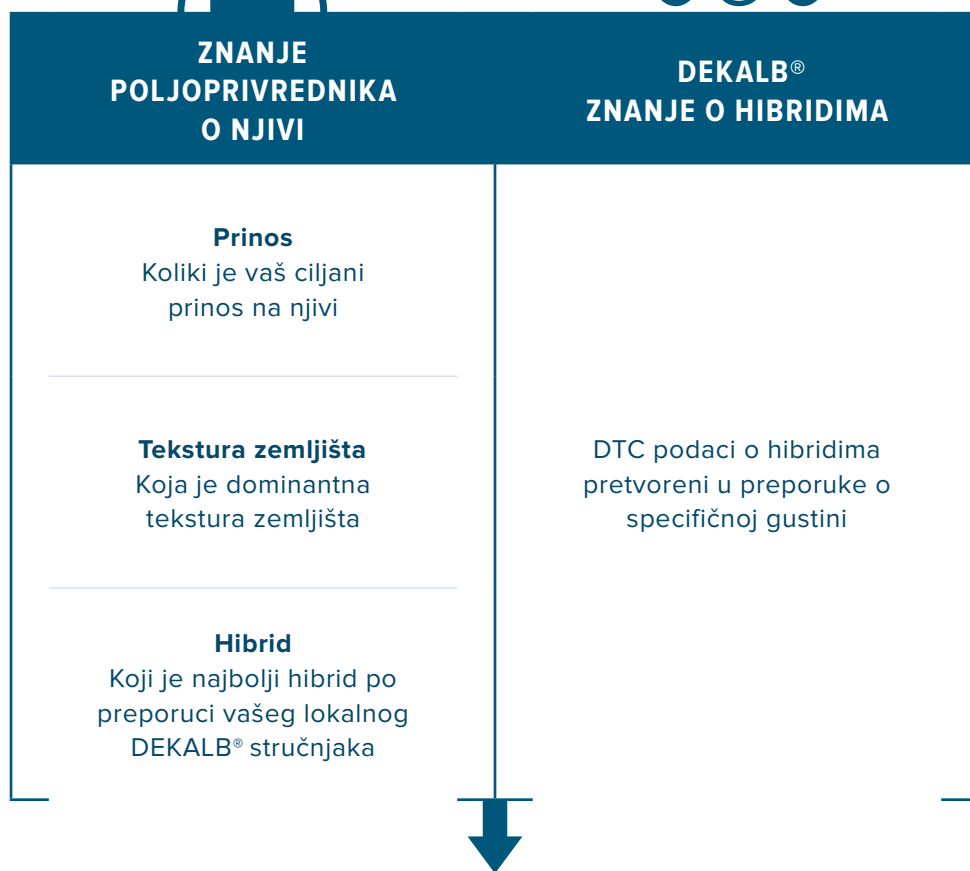 ZNANJE
POLJOPRIVREDNIKA
O NJIVI
DEKALB®
ZNANJE O HIBRIDIMA
Prinos
Koliki je vaš ciljani
prinos na njivi
Tekstura zemljišta
Koja je dominantna
tekstura zemljišta
Hibrid
Koji je najbolji hibrid po
preporuci vašeg lokalnog
DEKALB® stručnjaka
DTC podaci o hibridima
pretvoreni u preporuke o
specifičnoj gustini